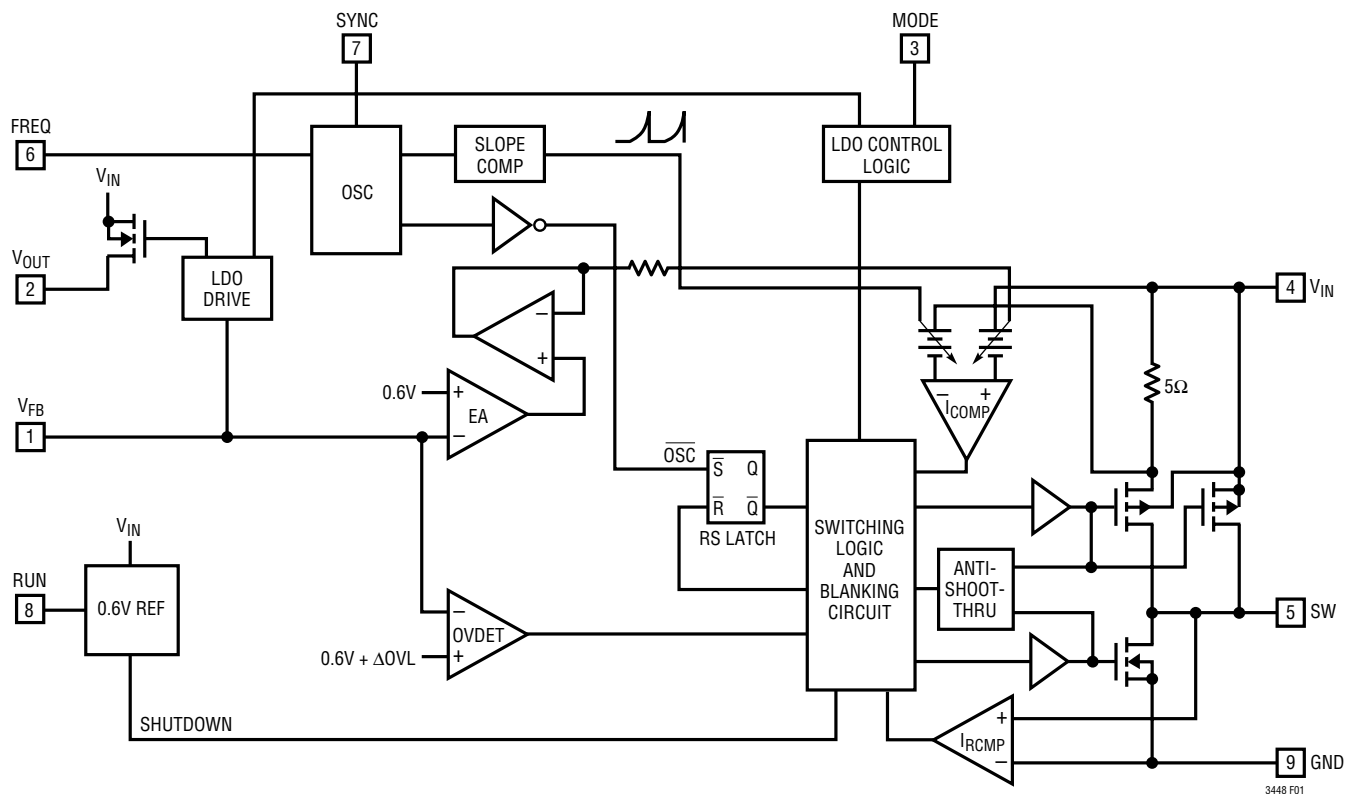 SYNC
7
MODE
3
FREQ
6
OSC
SLOPE
COMP
LDO CONTROL
LOGIC
VIN
VOUT
2
LDO
DRIVE
4
VIN
−
+
5Ω
0.6V
+
EA
−
−
+
ICOMP
VFB
1
OSC
S Q
R Q
RS LATCH
SWITCHING
LOGIC
AND
BLANKING
CIRCUIT
ANTI-
SHOOT-
THRU
VIN
RUN
8
0.6V REF
5
SW
−
OVDET
+
0.6V + ΔOVL
SHUTDOWN
+
IRCMP
−
9
GND
3448 F01